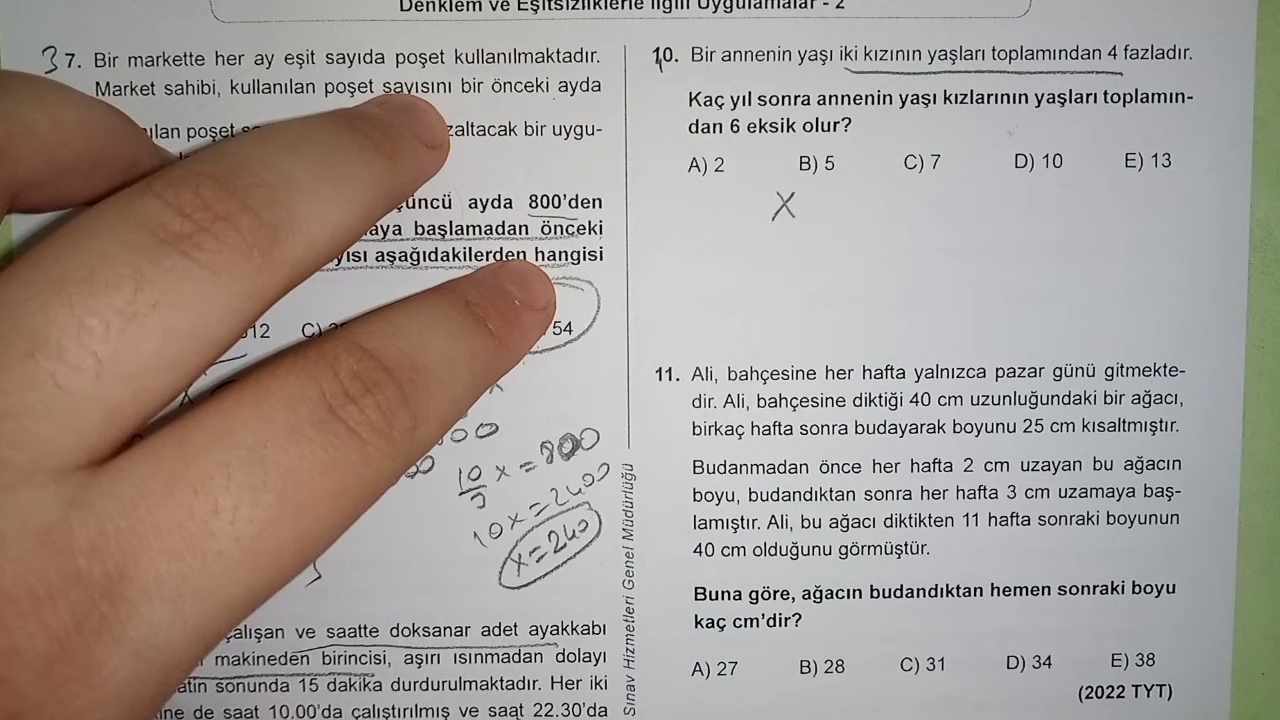 Denklem ve Eşitsizliklerle İlgili Uygulamalar - 2
3 7. Bir markette her ay eşit sayıda poşet kullanılmaktadır.
Market sahibi, kullanılan poşet sayısını bir önceki ayda
ılan poşet
zaltacak bir uygu-
üncü ayda 800'den
aya başlamadan önceki
yısı aşağıdakilerden hangisi
12 C)
54
10/3 x = 800
10x = 2400
x = 240
çalışan ve saatte doksanar adet ayakkabı
makineden birincisi, aşırı ısınmadan dolayı
atin sonunda 15 dakika durdurulmaktadır. Her iki
ine de saat 10.00'da çalıştırılmış ve saat 22.30'da
Sınav Hizmetleri Genel Müdürlüğü
10. Bir annenin yaşı iki kızının yaşları toplamından 4 fazladır.
Kaç yıl sonra annenin yaşı kızlarının yaşları toplamın-
dan 6 eksik olur?
A) 2 B) 5 C) 7 D) 10 E) 13
X
11. Ali, bahçesine her hafta yalnızca pazar günü gitmekte-
dir. Ali, bahçesine diktiği 40 cm uzunluğundaki bir ağacı,
birkaç hafta sonra budayarak boyunu 25 cm kısaltmıştır.
Budanmadan önce her hafta 2 cm uzayan bu ağacın
boyu, budandıktan sonra her hafta 3 cm uzamaya baş-
lamıştır. Ali, bu ağacı diktikten 11 hafta sonraki boyunun
40 cm olduğunu görmüştür.
Buna göre, ağacın budandıktan hemen sonraki boyu
kaç cm'dir?
A) 27 B) 28 C) 31 D) 34 E) 38
(2022 TYT)